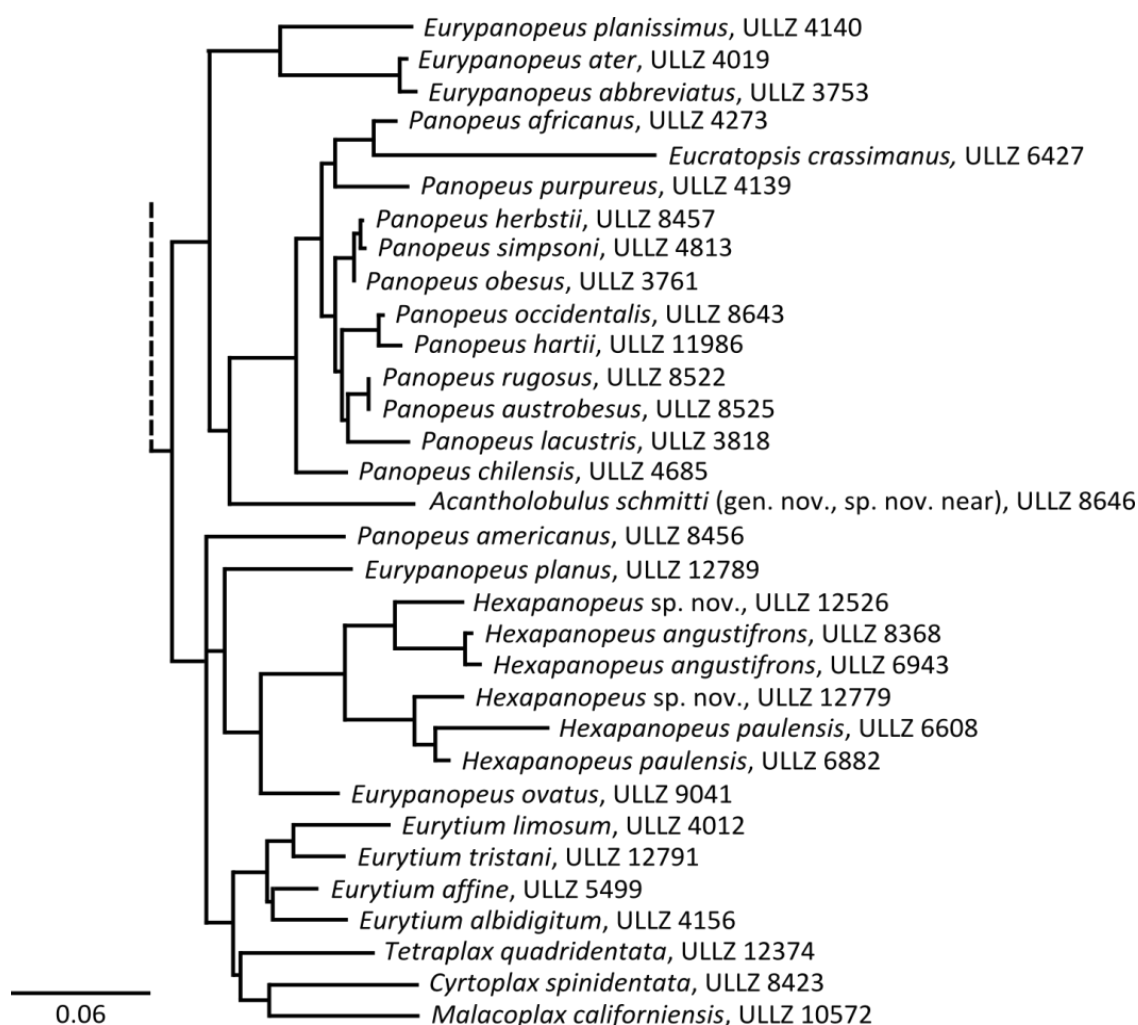 Eurypanopeus planissimus, ULLZ 4140
Eurypanopeus ater, ULLZ 4019
Eurypanopeus abbreviatus, ULLZ 3753
Panopeus africanus, ULLZ 4273
Eucratopsis crassimanus, ULLZ 6427
Panopeus purpureus, ULLZ 4139
Panopeus herbstii, ULLZ 8457
Panopeus simpsoni, ULLZ 4813
Panopeus obesus, ULLZ 3761
Panopeus occidentalis, ULLZ 8643
Panopeus hartii, ULLZ 11986
Panopeus rugosus, ULLZ 8522
Panopeus austrobesus, ULLZ 8525
Panopeus lacustris, ULLZ 3818
Panopeus chilensis, ULLZ 4685
Acantholobulus schmitti (gen. nov., sp. nov. near), ULLZ 8646
Panopeus americanus, ULLZ 8456
Eurypanopeus planus, ULLZ 12789
Hexapanopeus sp. nov., ULLZ 12526
Hexapanopeus angustifrons, ULLZ 8368
Hexapanopeus angustifrons, ULLZ 6943
Hexapanopeus sp. nov., ULLZ 12779
Hexapanopeus paulensis, ULLZ 6608
Hexapanopeus paulensis, ULLZ 6882
Eurypanopeus ovatus, ULLZ 9041
Eurytium limosum, ULLZ 4012
Eurytium tristani, ULLZ 12791
Eurytium affine, ULLZ 5499
Eurytium albidigitum, ULLZ 4156
Tetraplax quadridentata, ULLZ 12374
Cyrtoplax spinidentata, ULLZ 8423
Malacoplax californiensis, ULLZ 10572
0.06